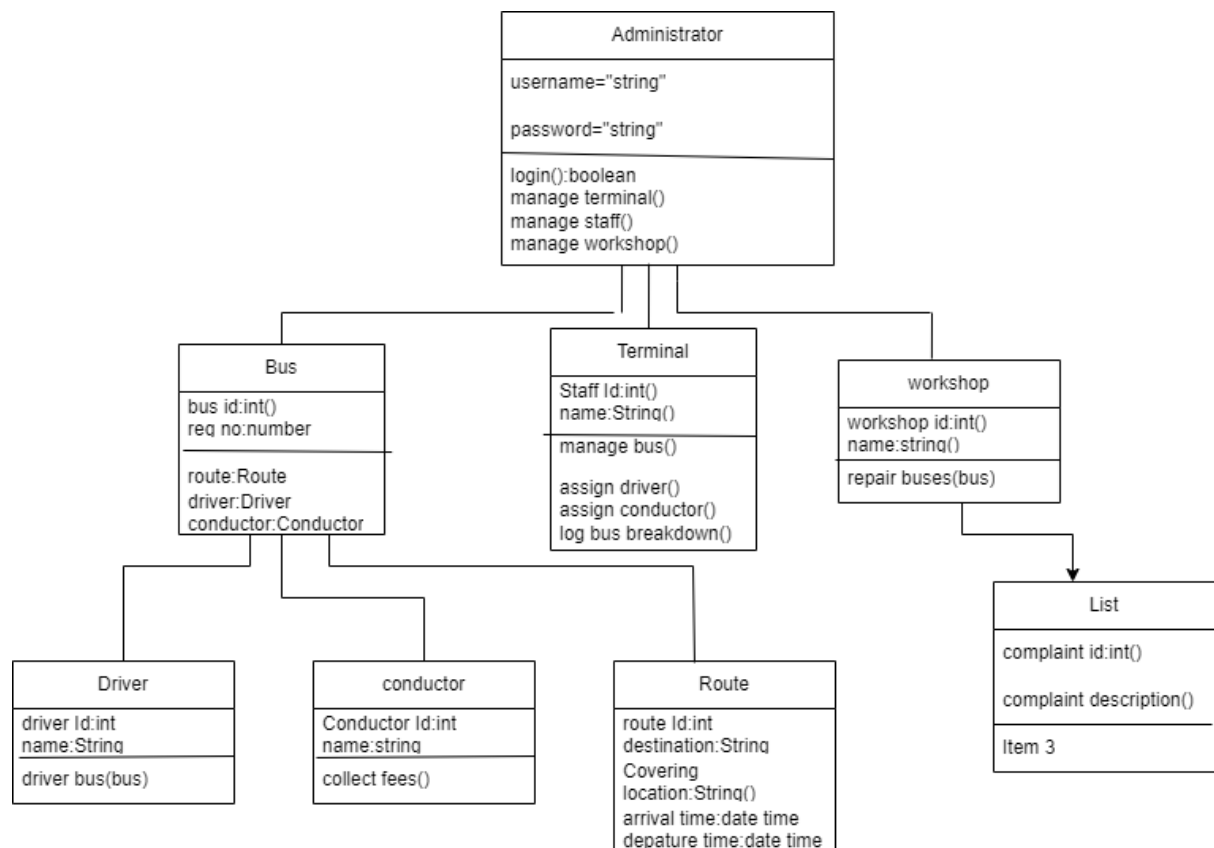 Administrator
username="string"
password="string"
login():boolean
manage terminal()
manage staff()
manage workshop()
Bus
bus id:int()
reg no:number
route:Route
driver:Driver
conductor:Conductor
Terminal
Staff Id:int()
name:String()
manage bus()
assign driver()
assign conductor()
log bus breakdown()
workshop
workshop id:int()
name:string()
repair buses(bus)
List
complaint id:int()
complaint description()
Item 3
Driver
driver Id:int
name:String
driver bus(bus)
conductor
Conductor Id:int
name:string
collect fees()
Route
route Id:int
destination:String
Covering
location:String()
arrival time:date time
depature time:date time